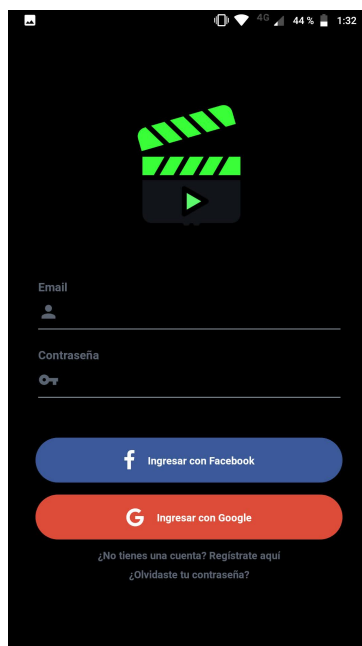 4G 44 % 1:32
Email
Contraseña
Ingresar con Facebook
G Ingresar con Google
¿No tienes una cuenta? Regístrate aquí
¿Olvidaste tu contraseña?